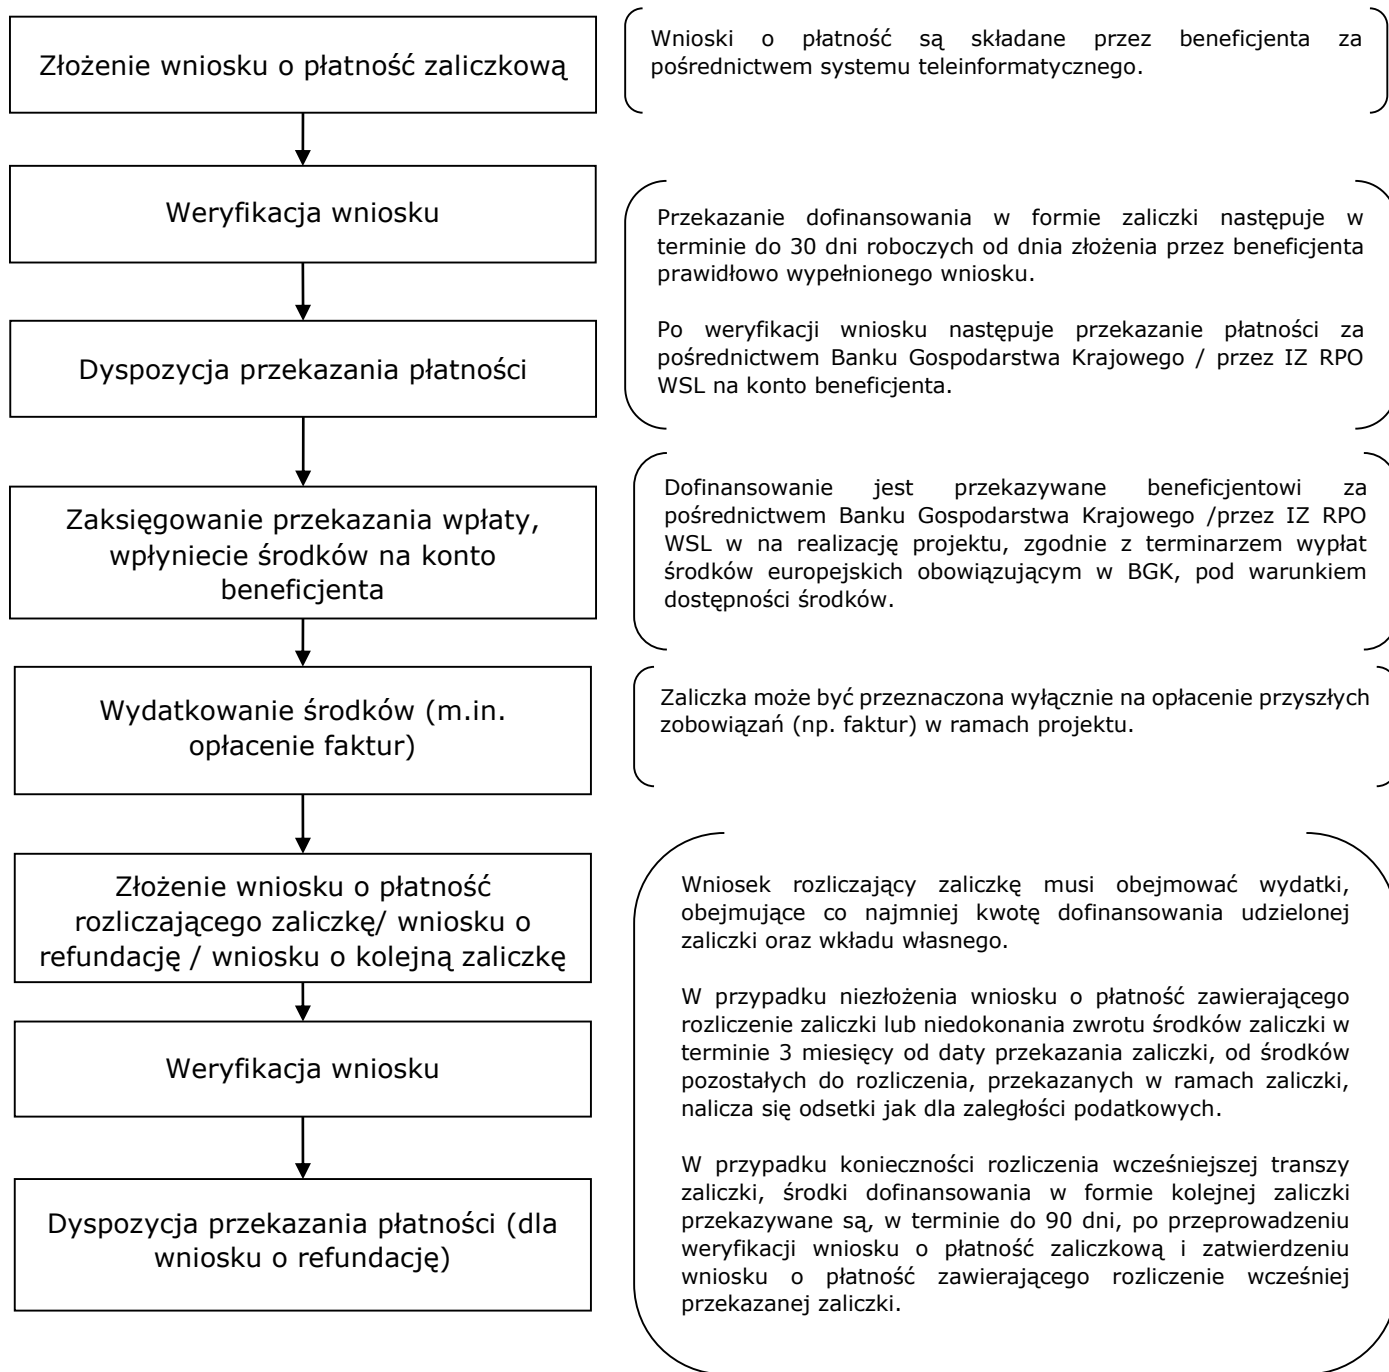 Złożenie wniosku o płatność zaliczkową
Wnioski o płatność są składane przez beneficjenta za
pośrednictwem systemu teleinformatycznego.
Weryfikacja wniosku
Przekazanie dofinansowania w formie zaliczki następuje w
terminie do 30 dni roboczych od dnia złożenia przez beneficjenta
prawidłowo wypełnionego wniosku.
Po weryfikacji wniosku następuje przekazanie płatności za
pośrednictwem Banku Gospodarstwa Krajowego / przez IZ RPO
WSL na konto beneficjenta.
Dyspozycja przekazania płatności
Zaksięgowanie przekazania wpłaty,
wpłyniecie środków na konto
beneficjenta
Dofinansowanie jest przekazywane beneficjentowi za
pośrednictwem Banku Gospodarstwa Krajowego /przez IZ RPO
WSL w na realizację projektu, zgodnie z terminarzem wypłat
środków europejskich obowiązującym w BGK, pod warunkiem
dostępności środków.
Wydatkowanie środków (m.in.
opłacenie faktur)
Zaliczka może być przeznaczona wyłącznie na opłacenie przyszłych
zobowiązań (np. faktur) w ramach projektu.
Złożenie wniosku o płatność
rozliczającego zaliczkę/ wniosku o
refundację / wniosku o kolejną zaliczkę
Wniosek rozliczający zaliczkę musi obejmować wydatki,
obejmujące co najmniej kwotę dofinansowania udzielonej
zaliczki oraz wkładu własnego.
W przypadku niezłożenia wniosku o płatność zawierającego
rozliczenie zaliczki lub niedokonania zwrotu środków zaliczki w
terminie 3 miesięcy od daty przekazania zaliczki, od środków
pozostałych do rozliczenia, przekazanych w ramach zaliczki,
nalicza się odsetki jak dla zaległości podatkowych.
W przypadku konieczności rozliczenia wcześniejszej transzy
zaliczki, środki dofinansowania w formie kolejnej zaliczki
przekazywane są, w terminie do 90 dni, po przeprowadzeniu
weryfikacji wniosku o płatność zaliczkową i zatwierdzeniu
wniosku o płatność zawierającego rozliczenie wcześniej
przekazanej zaliczki.
Weryfikacja wniosku
Dyspozycja przekazania płatności (dla
wniosku o refundację)